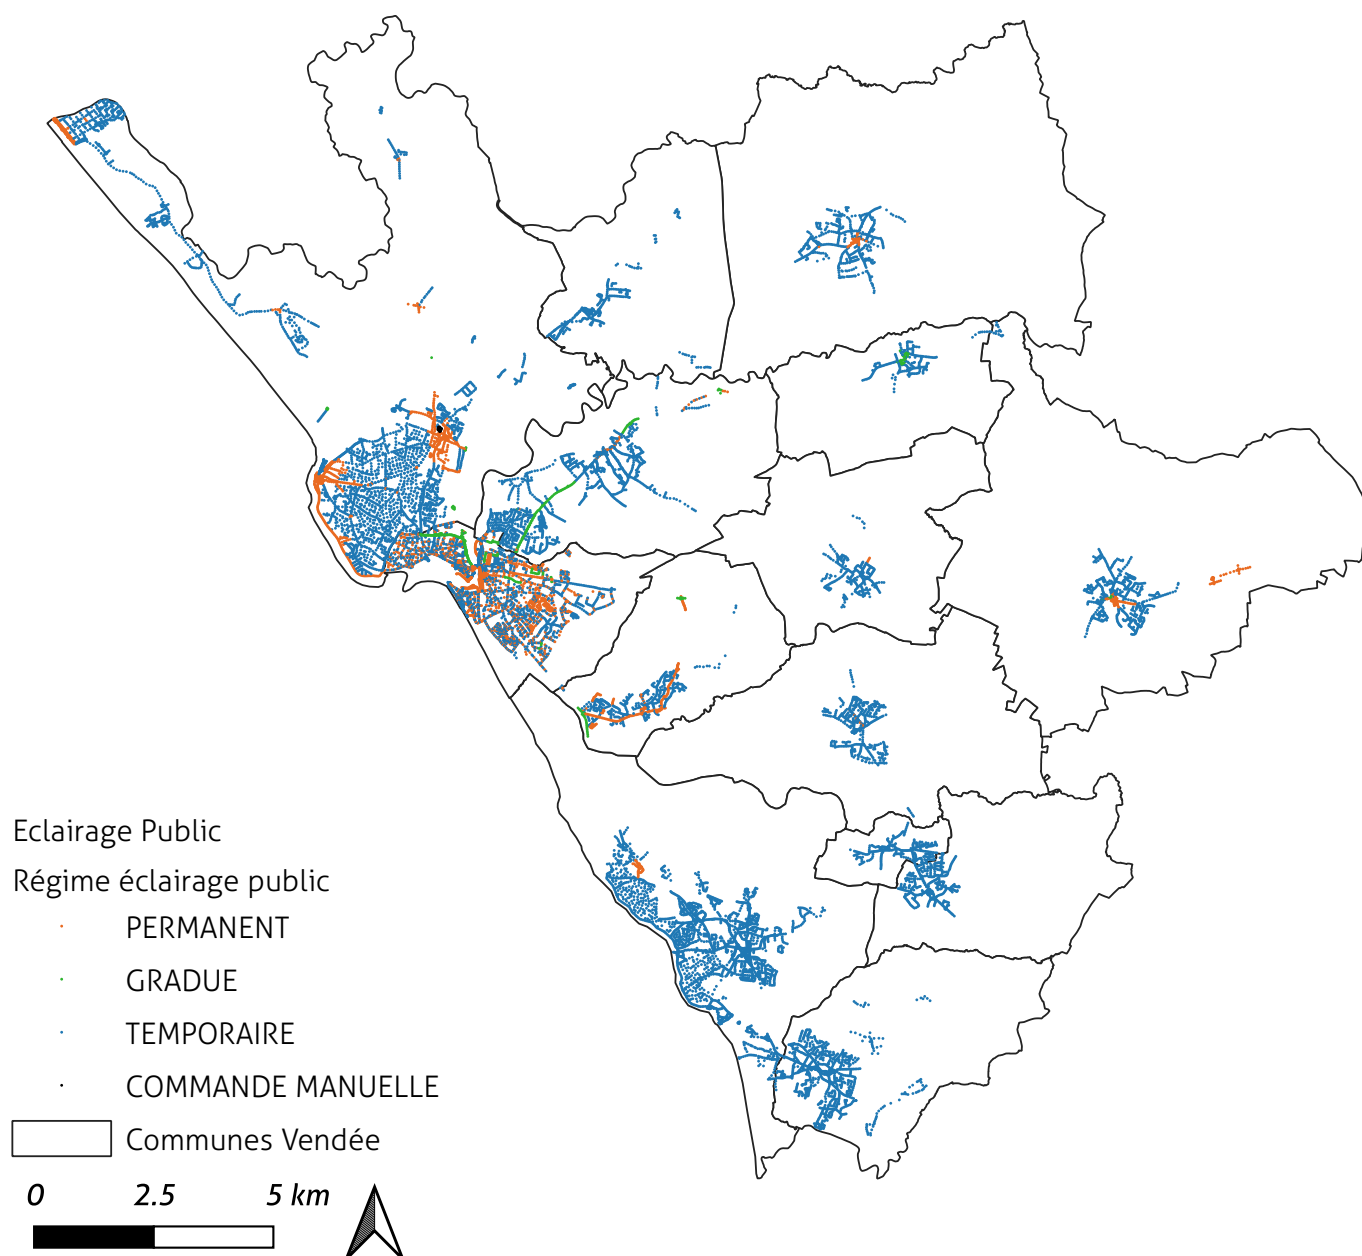 Eclairage Public
Régime éclairage public
PERMANENT
GRADUE
TEMPORAIRE
COMMANDE MANUELLE
Communes Vendée
0 2.5 5 km